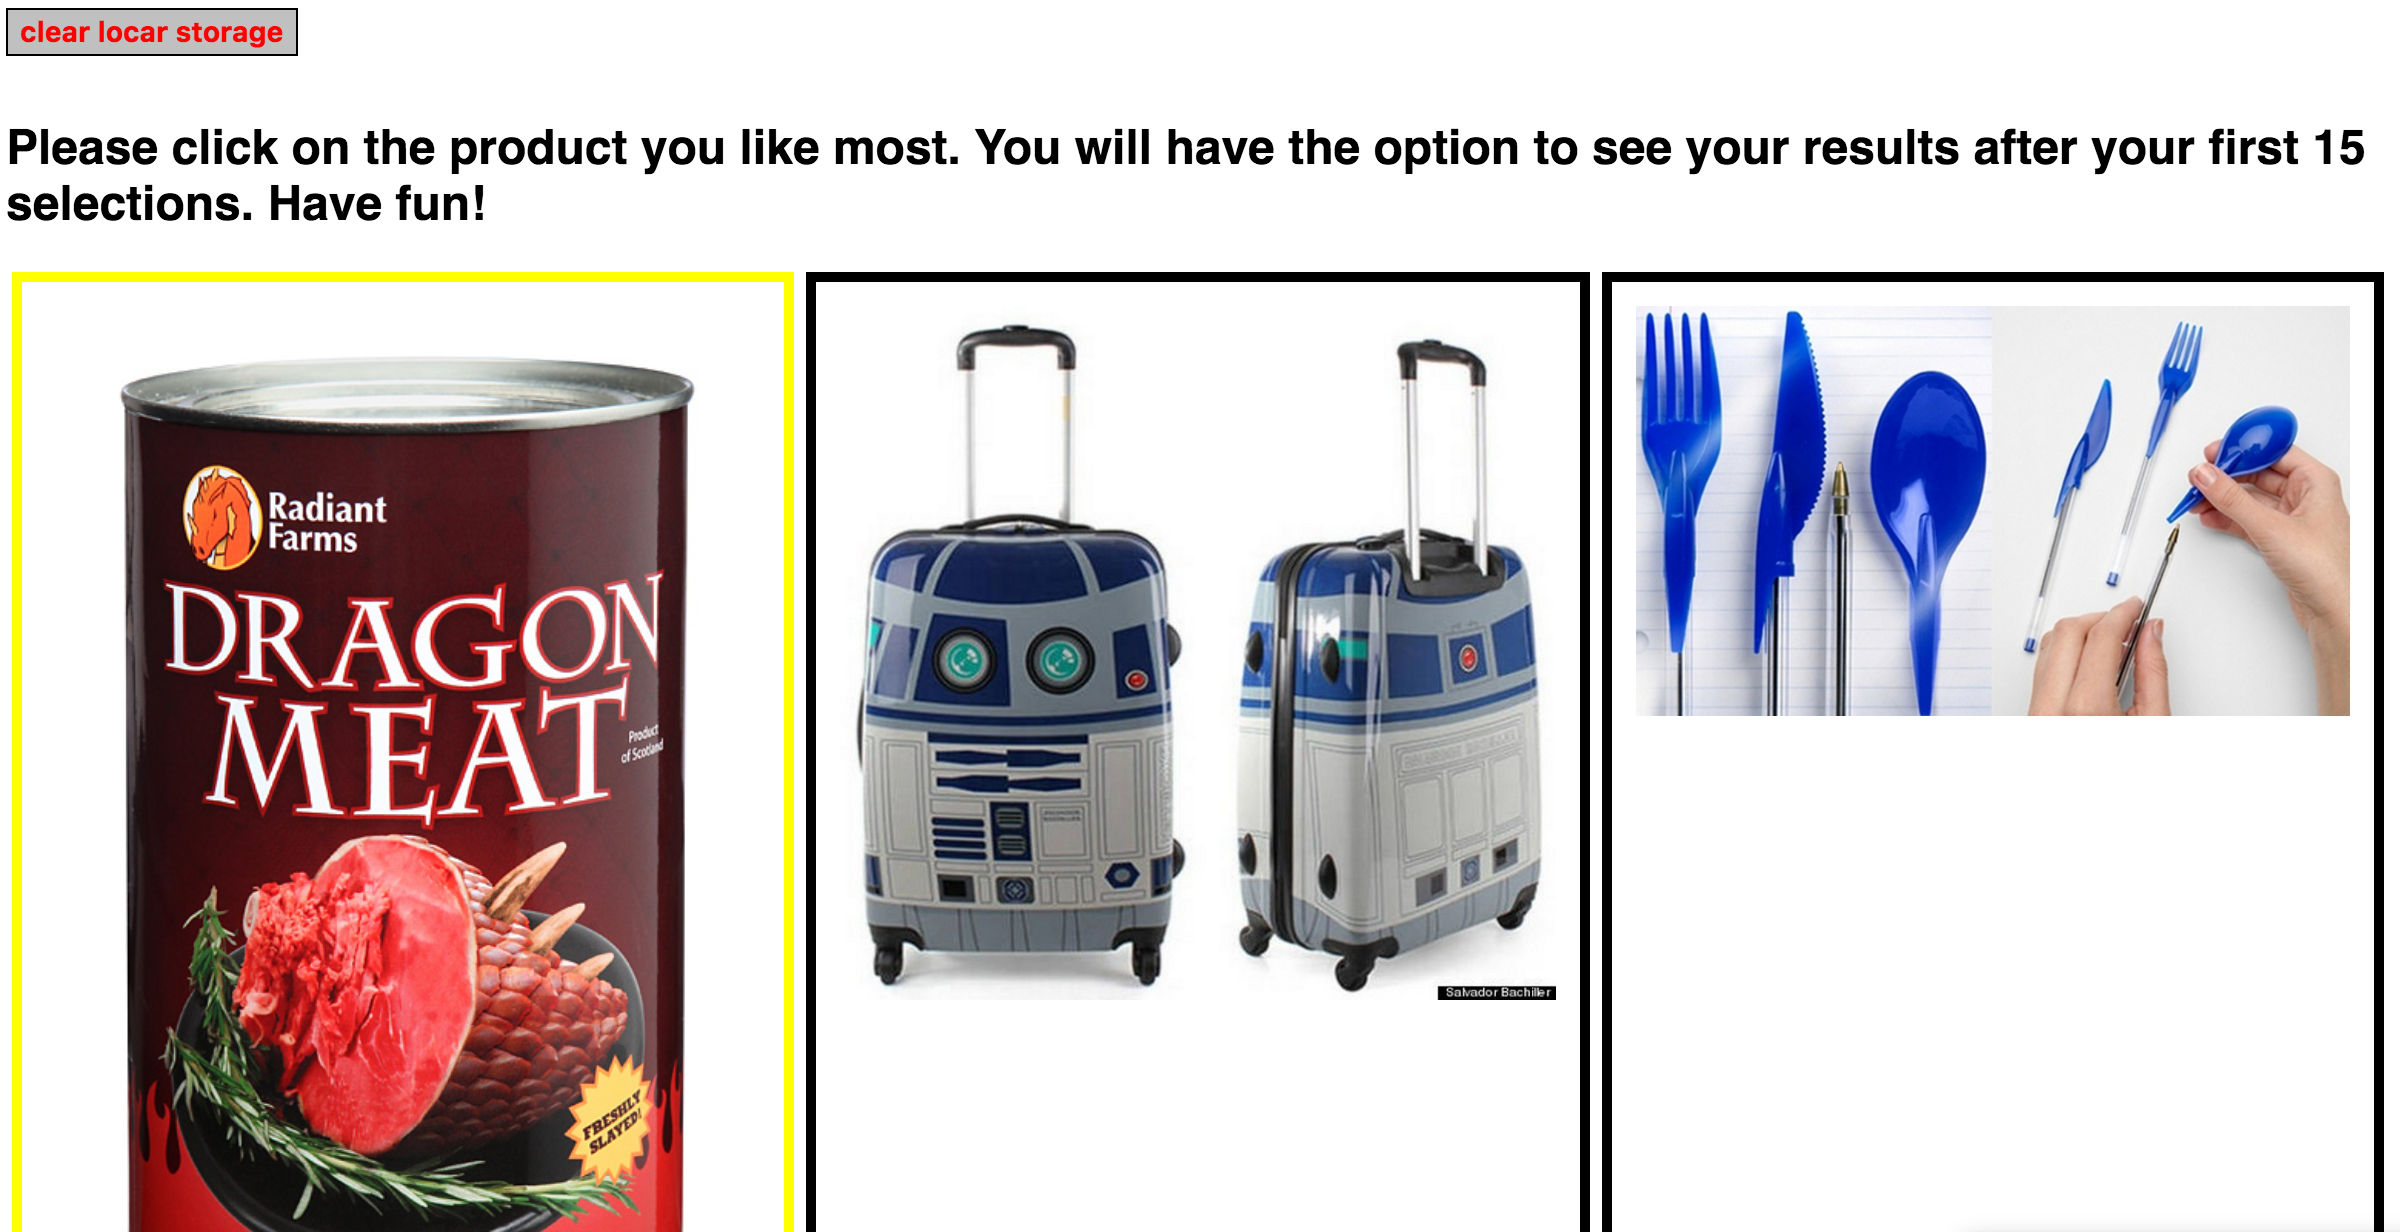 clear locar storage
Please click on the product you like most. You will have the option to see your results after your first 15
selections. Have fun!
Radiant
Farms
DRAGON
MEAT
Product
of Scotland
FRESHLY
SLAYED!
Salvador Bachiller